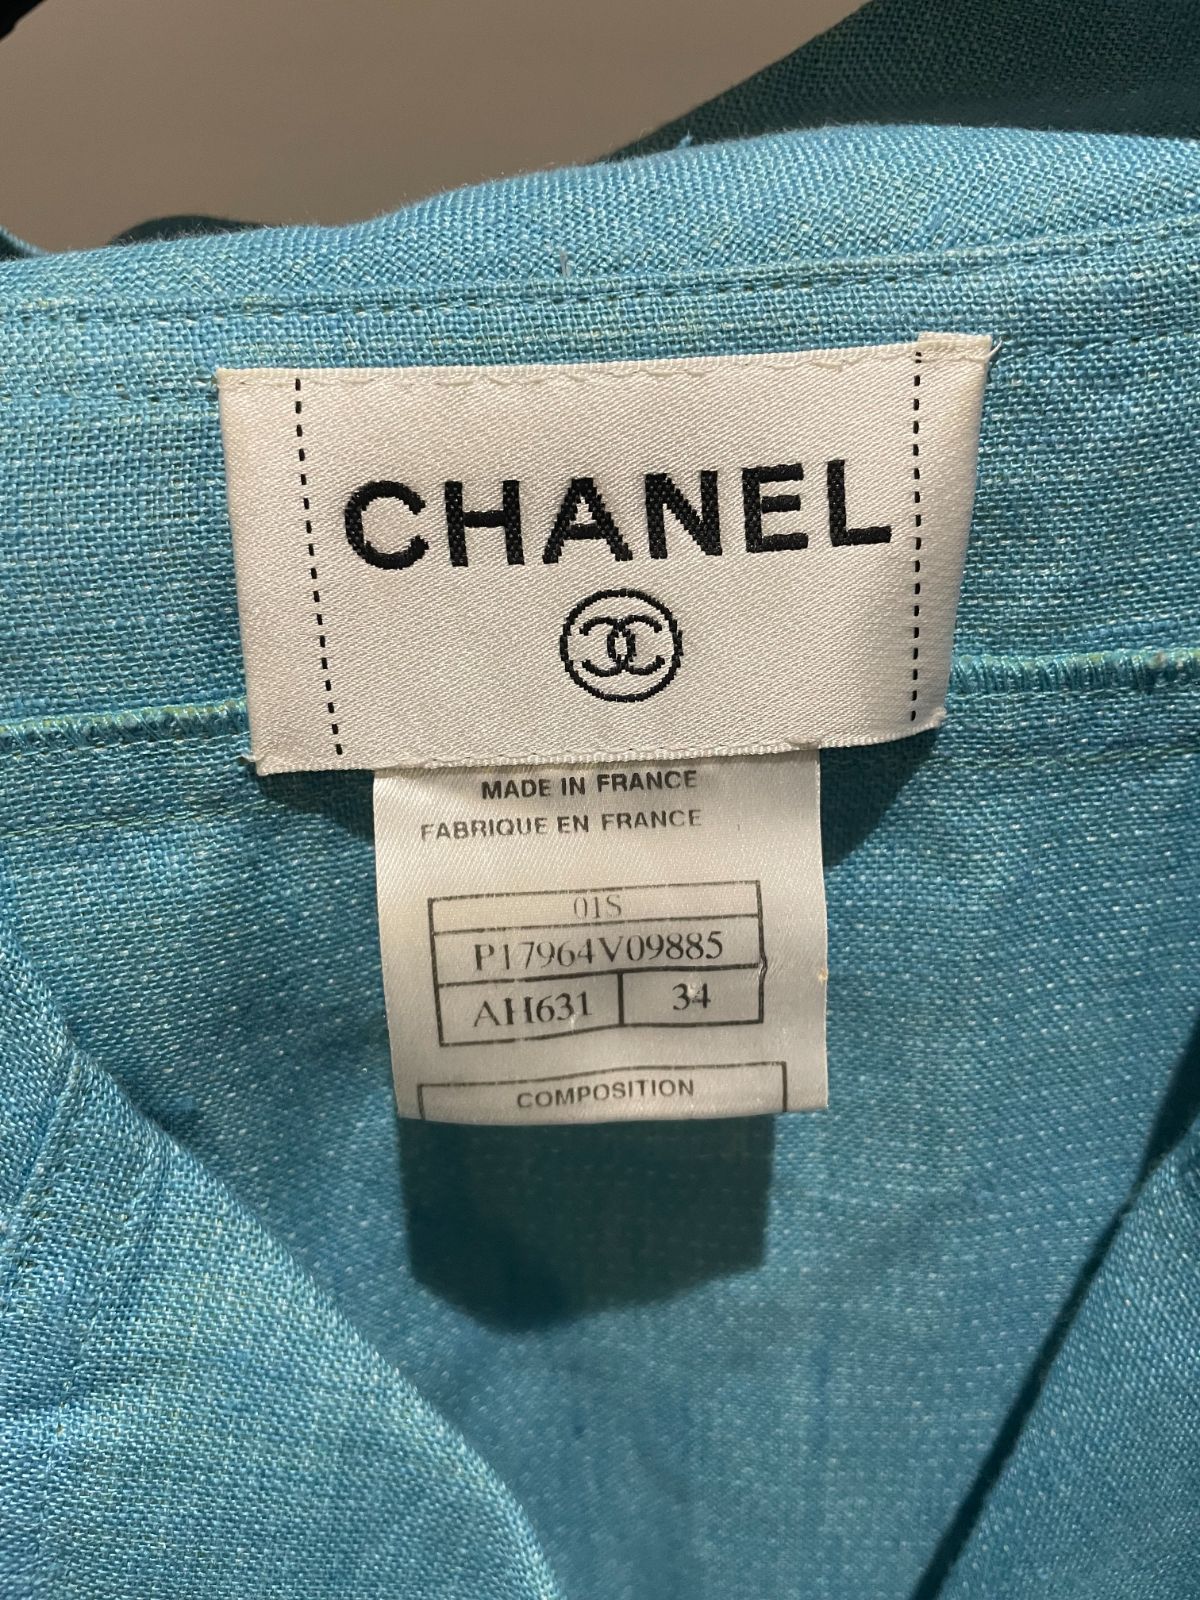 CHANEL
MADE IN FRANCE
FABRIQUE EN FRANCE
01S
P17964V09885
AH631 34
COMPOSITION